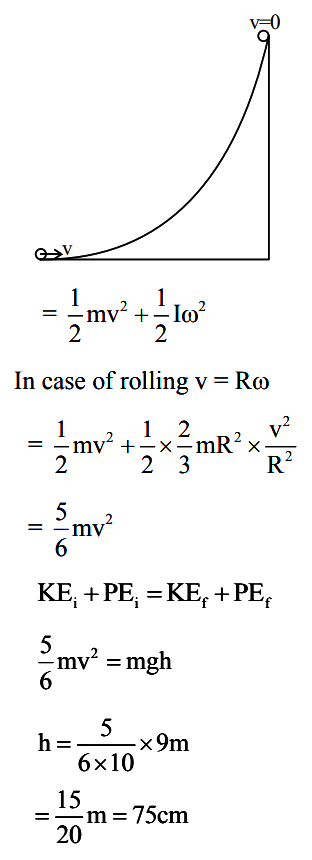 v=0
v
= 1/2 mv² + 1/2 Iω²
In case of rolling v = Rω
= 1/2 mv² + 1/2 × 2/3 mR² × v²/R²
= 5/6 mv²
KEᵢ + PEᵢ = KE_f + PE_f
5/6 mv² = mgh
h = 5/(6×10) × 9m
= 15/20 m = 75cm